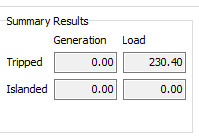 Summary Results
Generation Load
Tripped 0.00 230.40
Islanded 0.00 0.00